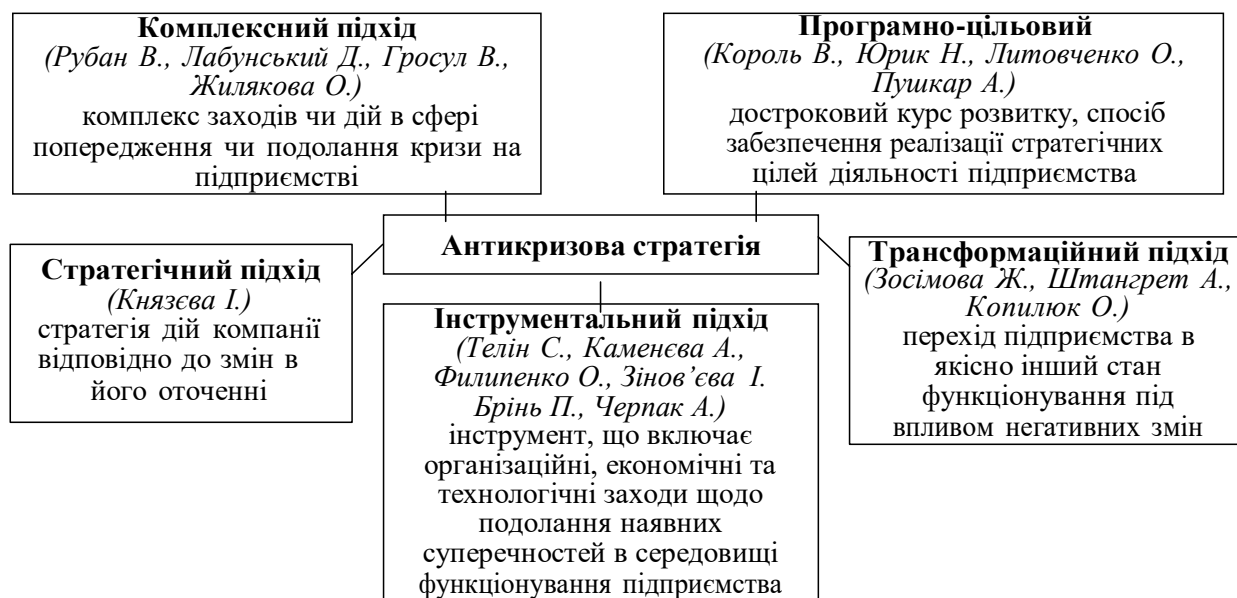 Комплексний підхід
(Рубан В., Лабунський Д., Гросул В.,
Жилякова О.)
комплекс заходів чи дій в сфері
попередження чи подолання кризи на
підприємстві
Програмно-цільовий
(Король В., Юрик Н., Литовченко О.,
Пушкар А.)
достроковий курс розвитку, спосіб
забезпечення реалізації стратегічних
цілей діяльності підприємства
Антикризова стратегія
Стратегічний підхід
(Князєва І.)
стратегія дій компанії
відповідно до змін в
його оточенні
Інструментальний підхід
(Телін С., Каменєва А.,
Филипенко О., Зінов’єва І.
Брінь П., Черпак А.)
інструмент, що включає
організаційні, економічні та
технологічні заходи щодо
подолання наявних
суперечностей в середовищі
функціонування підприємства
Трансформаційний підхід
(Зосімова Ж., Штангрет А.,
Копилюк О.)
перехід підприємства в
якісно інший стан
функціонування під
впливом негативних змін